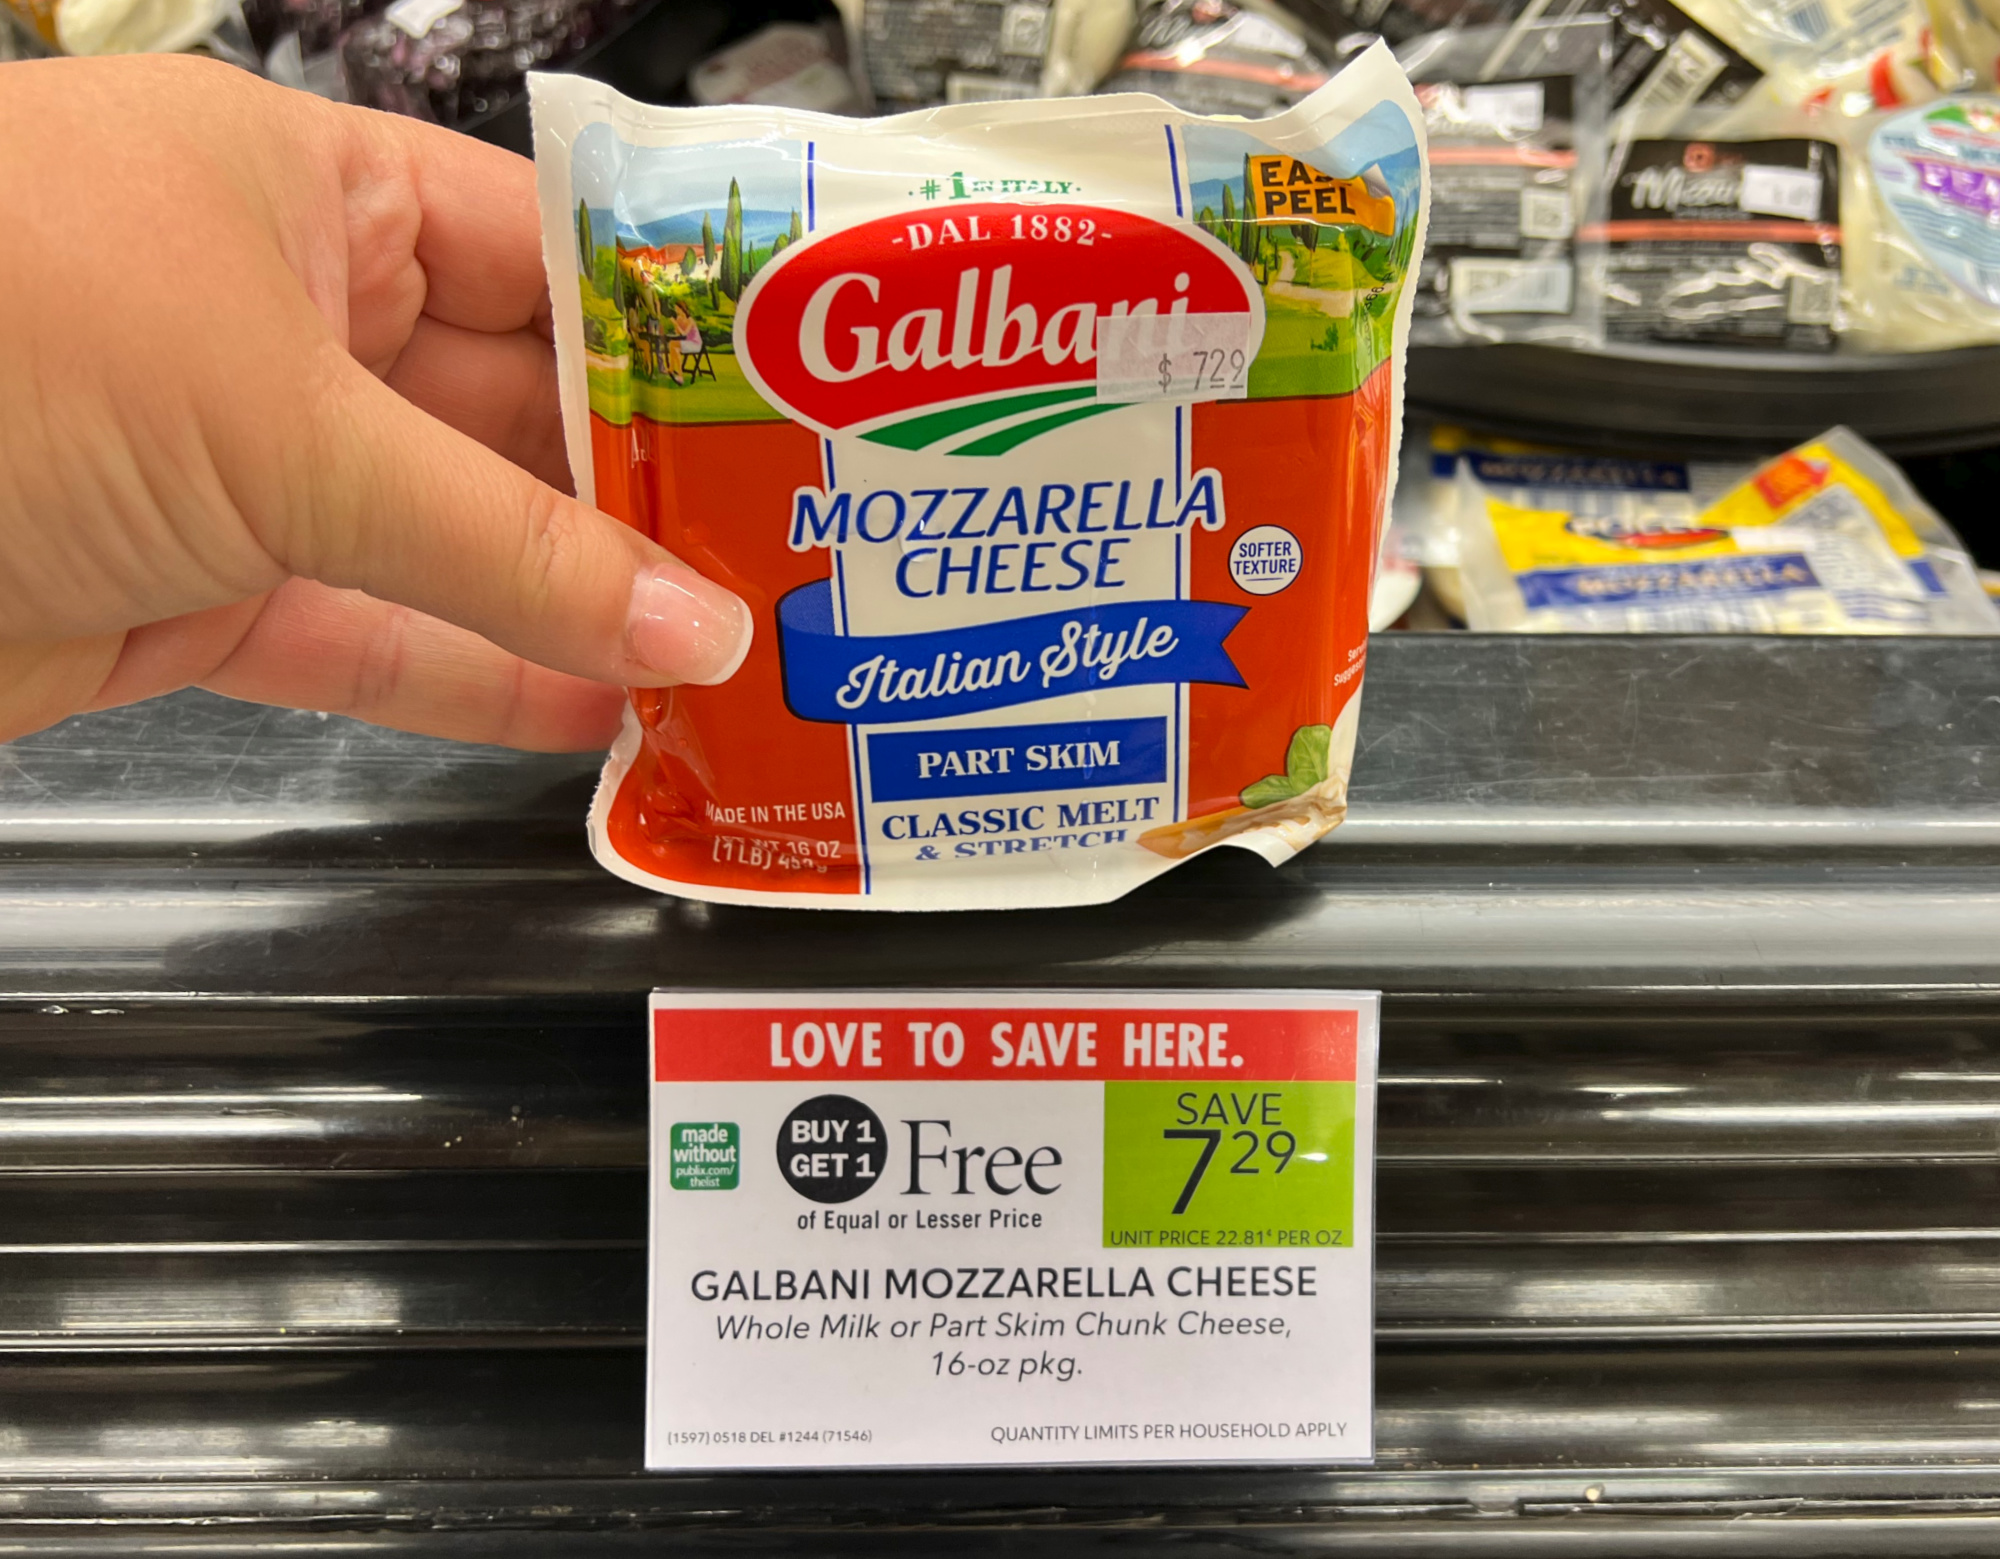 #1 IN ITALY
-DAL 1882-
Galbani
$ 7.29
EASY
PEEL
MOZZARELLA
CHEESE
SOFTER
TEXTURE
Italian Style
PART SKIM
CLASSIC MELT
& STRETCH
MADE IN THE USA
NET WT 16 OZ
(1 LB) 453g
MOZZARELLA
LOVE TO SAVE HERE.
made
without
publix.com/
thelist
BUY 1
GET 1
Free
of Equal or Lesser Price
SAVE
7 29
UNIT PRICE 22.81¢ PER OZ
GALBANI MOZZARELLA CHEESE
Whole Milk or Part Skim Chunk Cheese,
16-oz pkg.
(1597) 0518 DEL #1244 (71546)
QUANTITY LIMITS PER HOUSEHOLD APPLY